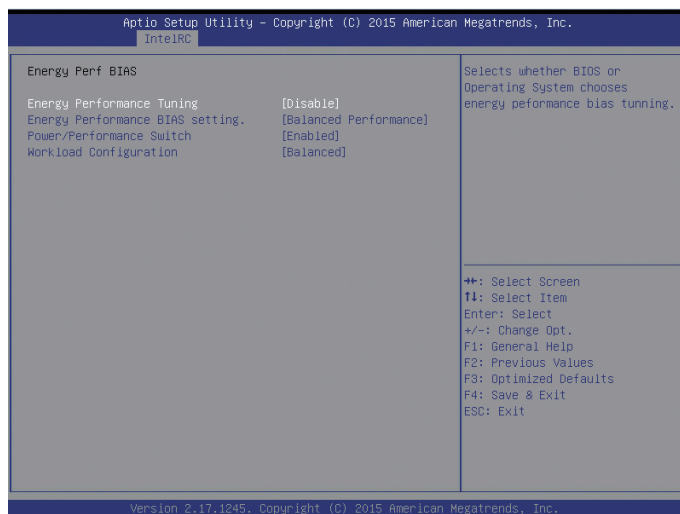 Aptio Setup Utility – Copyright (C) 2015 American Megatrends, Inc.
IntelRC
Energy Perf BIAS
Energy Performance Tuning [Disable]
Energy Performance BIAS setting. [Balanced Performance]
Power/Performance Switch [Enabled]
Workload Configuration [Balanced]
Selects whether BIOS or
Operating System chooses
energy peformance bias tunning.
→←: Select Screen
↑↓: Select Item
Enter: Select
+/-: Change Opt.
F1: General Help
F2: Previous Values
F3: Optimized Defaults
F4: Save & Exit
ESC: Exit
Version 2.17.1245. Copyright (C) 2015 American Megatrends, Inc.